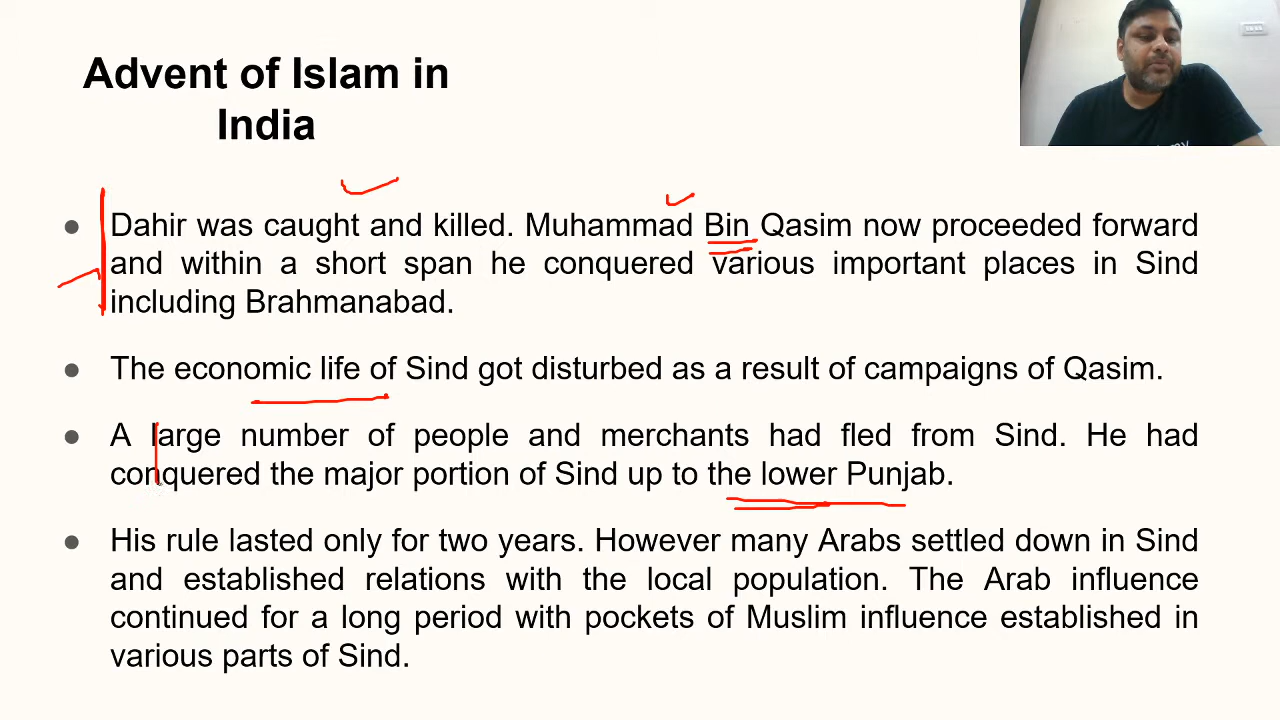 Advent of Islam in
India
● Dahir was caught and killed. Muhammad Bin Qasim now proceeded forward
and within a short span he conquered various important places in Sind
including Brahmanabad.
● The economic life of Sind got disturbed as a result of campaigns of Qasim.
● A large number of people and merchants had fled from Sind. He had
conquered the major portion of Sind up to the lower Punjab.
● His rule lasted only for two years. However many Arabs settled down in Sind
and established relations with the local population. The Arab influence
continued for a long period with pockets of Muslim influence established in
various parts of Sind.